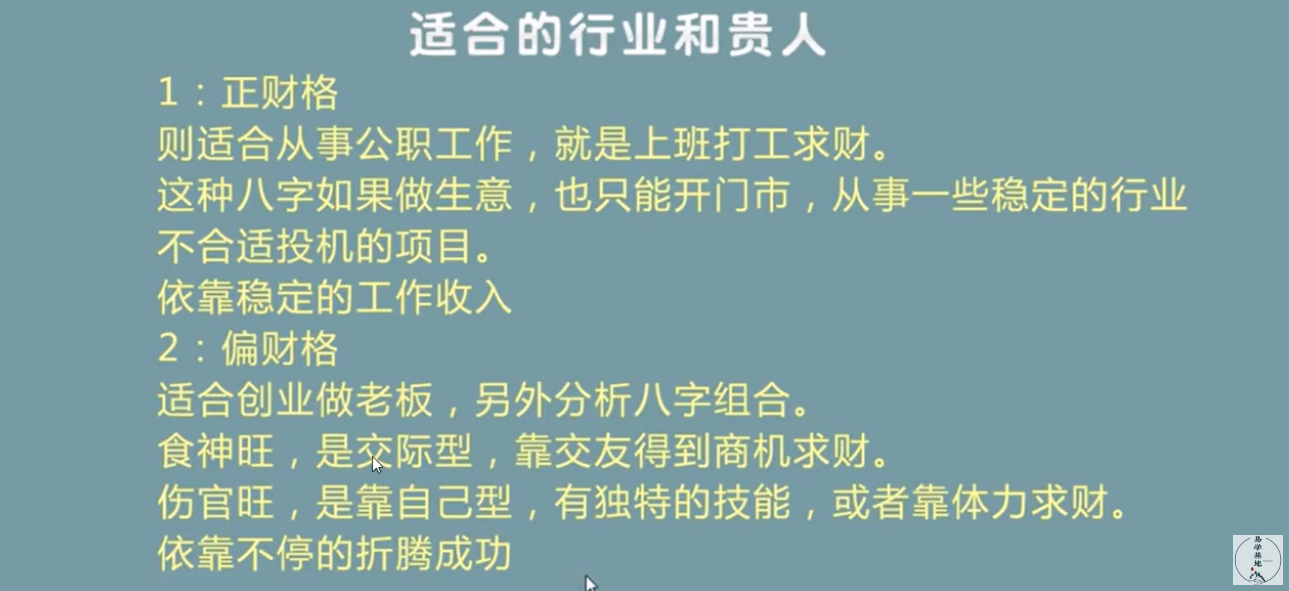 适合的行业和贵人
1：正财格
则适合从事公职工作，就是上班打工求财。
这种八字如果做生意，也只能开门市，从事一些稳定的行业
不合适投机的项目。
依靠稳定的工作收入
2：偏财格
适合创业做老板，另外分析八字组合。
食神旺，是交际型，靠交友得到商机求财。
伤官旺，是靠自己型，有独特的技能，或者靠体力求财。
依靠不停的折腾成功
易学基地